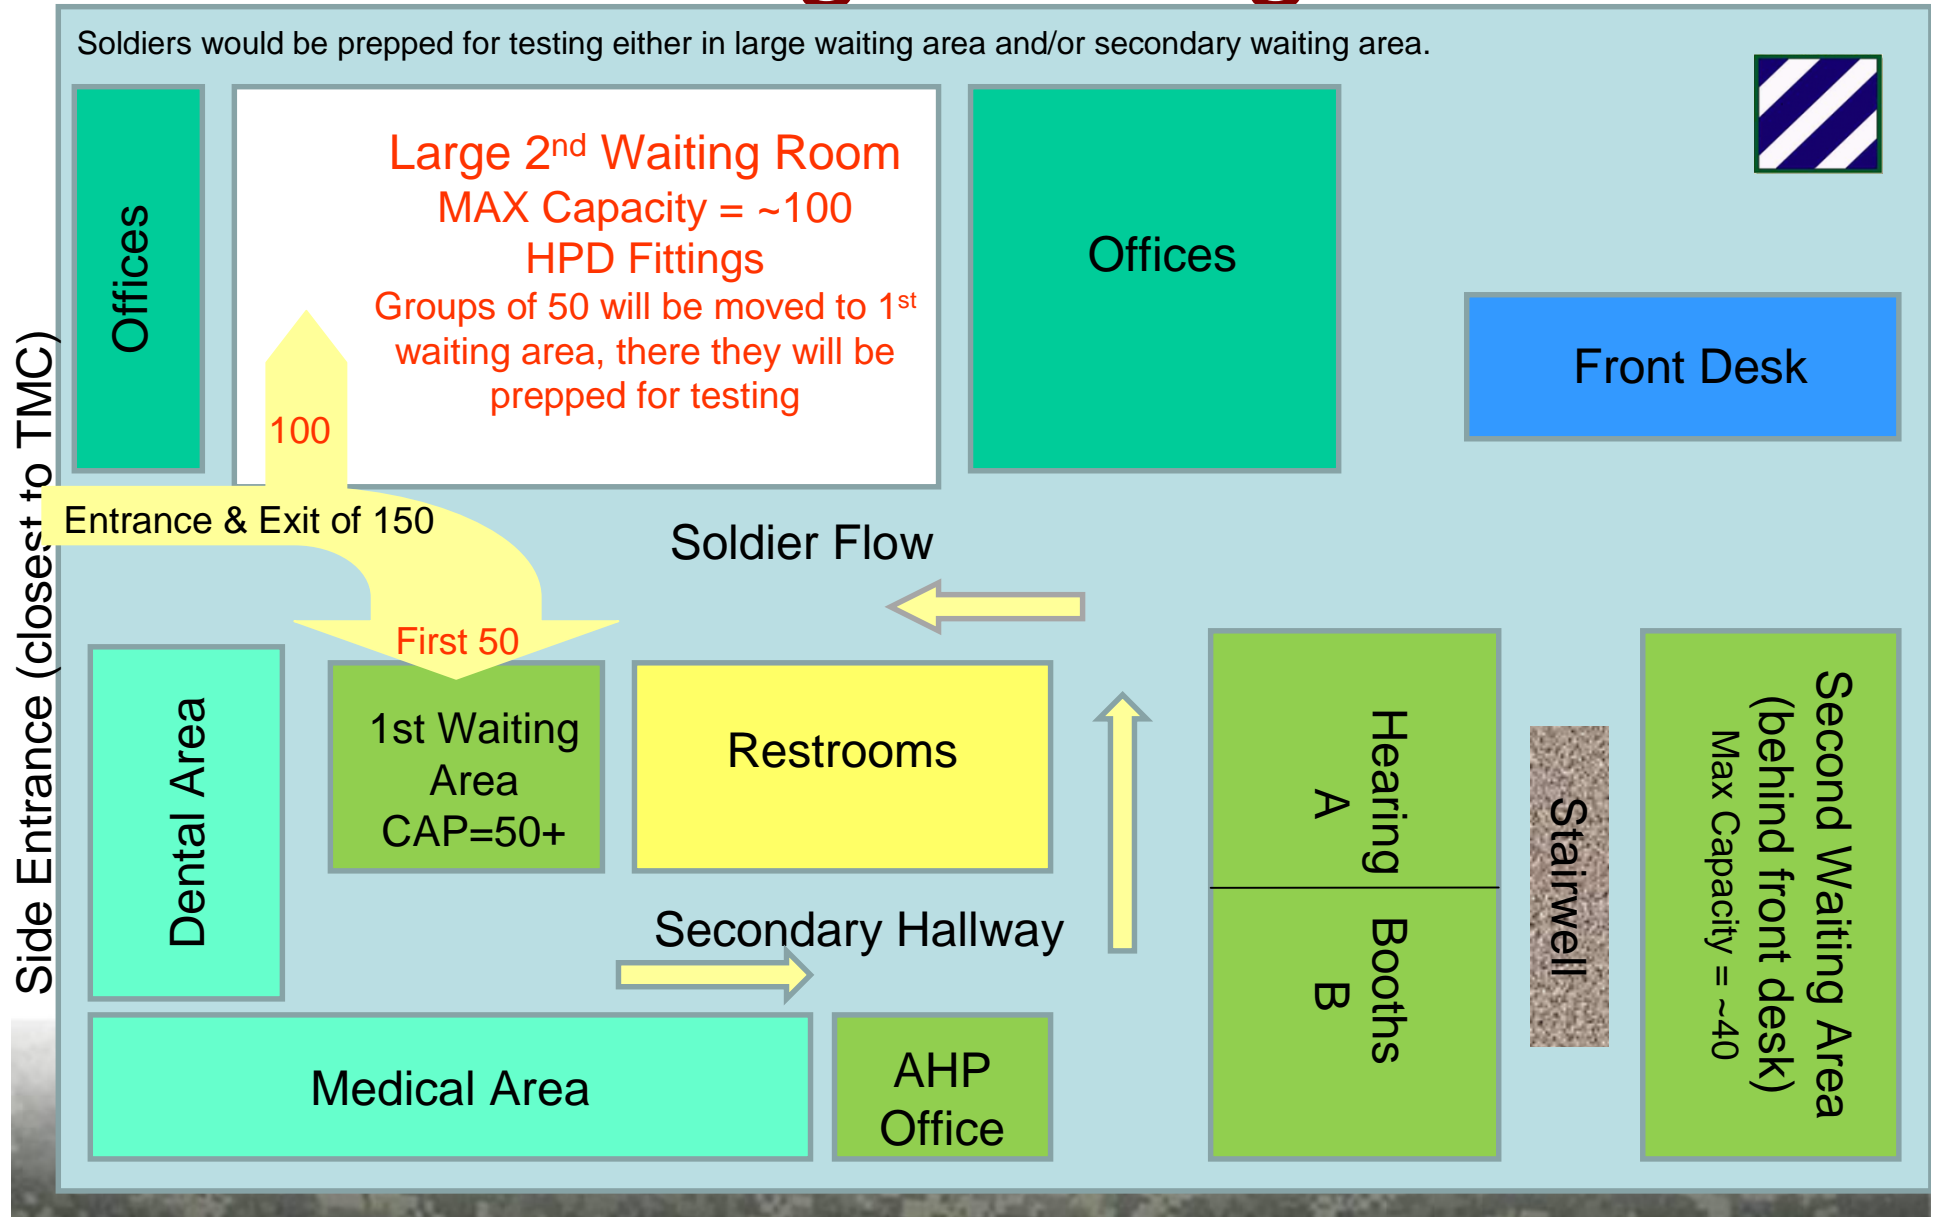 Soldiers would be prepped for testing either in large waiting area and/or secondary waiting area.
Offices
Large 2nd Waiting Room
MAX Capacity = ~100
HPD Fittings
Groups of 50 will be moved to 1st
waiting area, there they will be
prepped for testing
Offices
Front Desk
100
Side Entrance (closest to TMC)
Entrance & Exit of 150
Soldier Flow
First 50
Dental Area
1st Waiting
Area
CAP=50+
Restrooms
Secondary Hallway
Hearing Booths
A B
Stairwell
Second Waiting Area
(behind front desk)
Max Capacity = ~40
Medical Area
AHP
Office